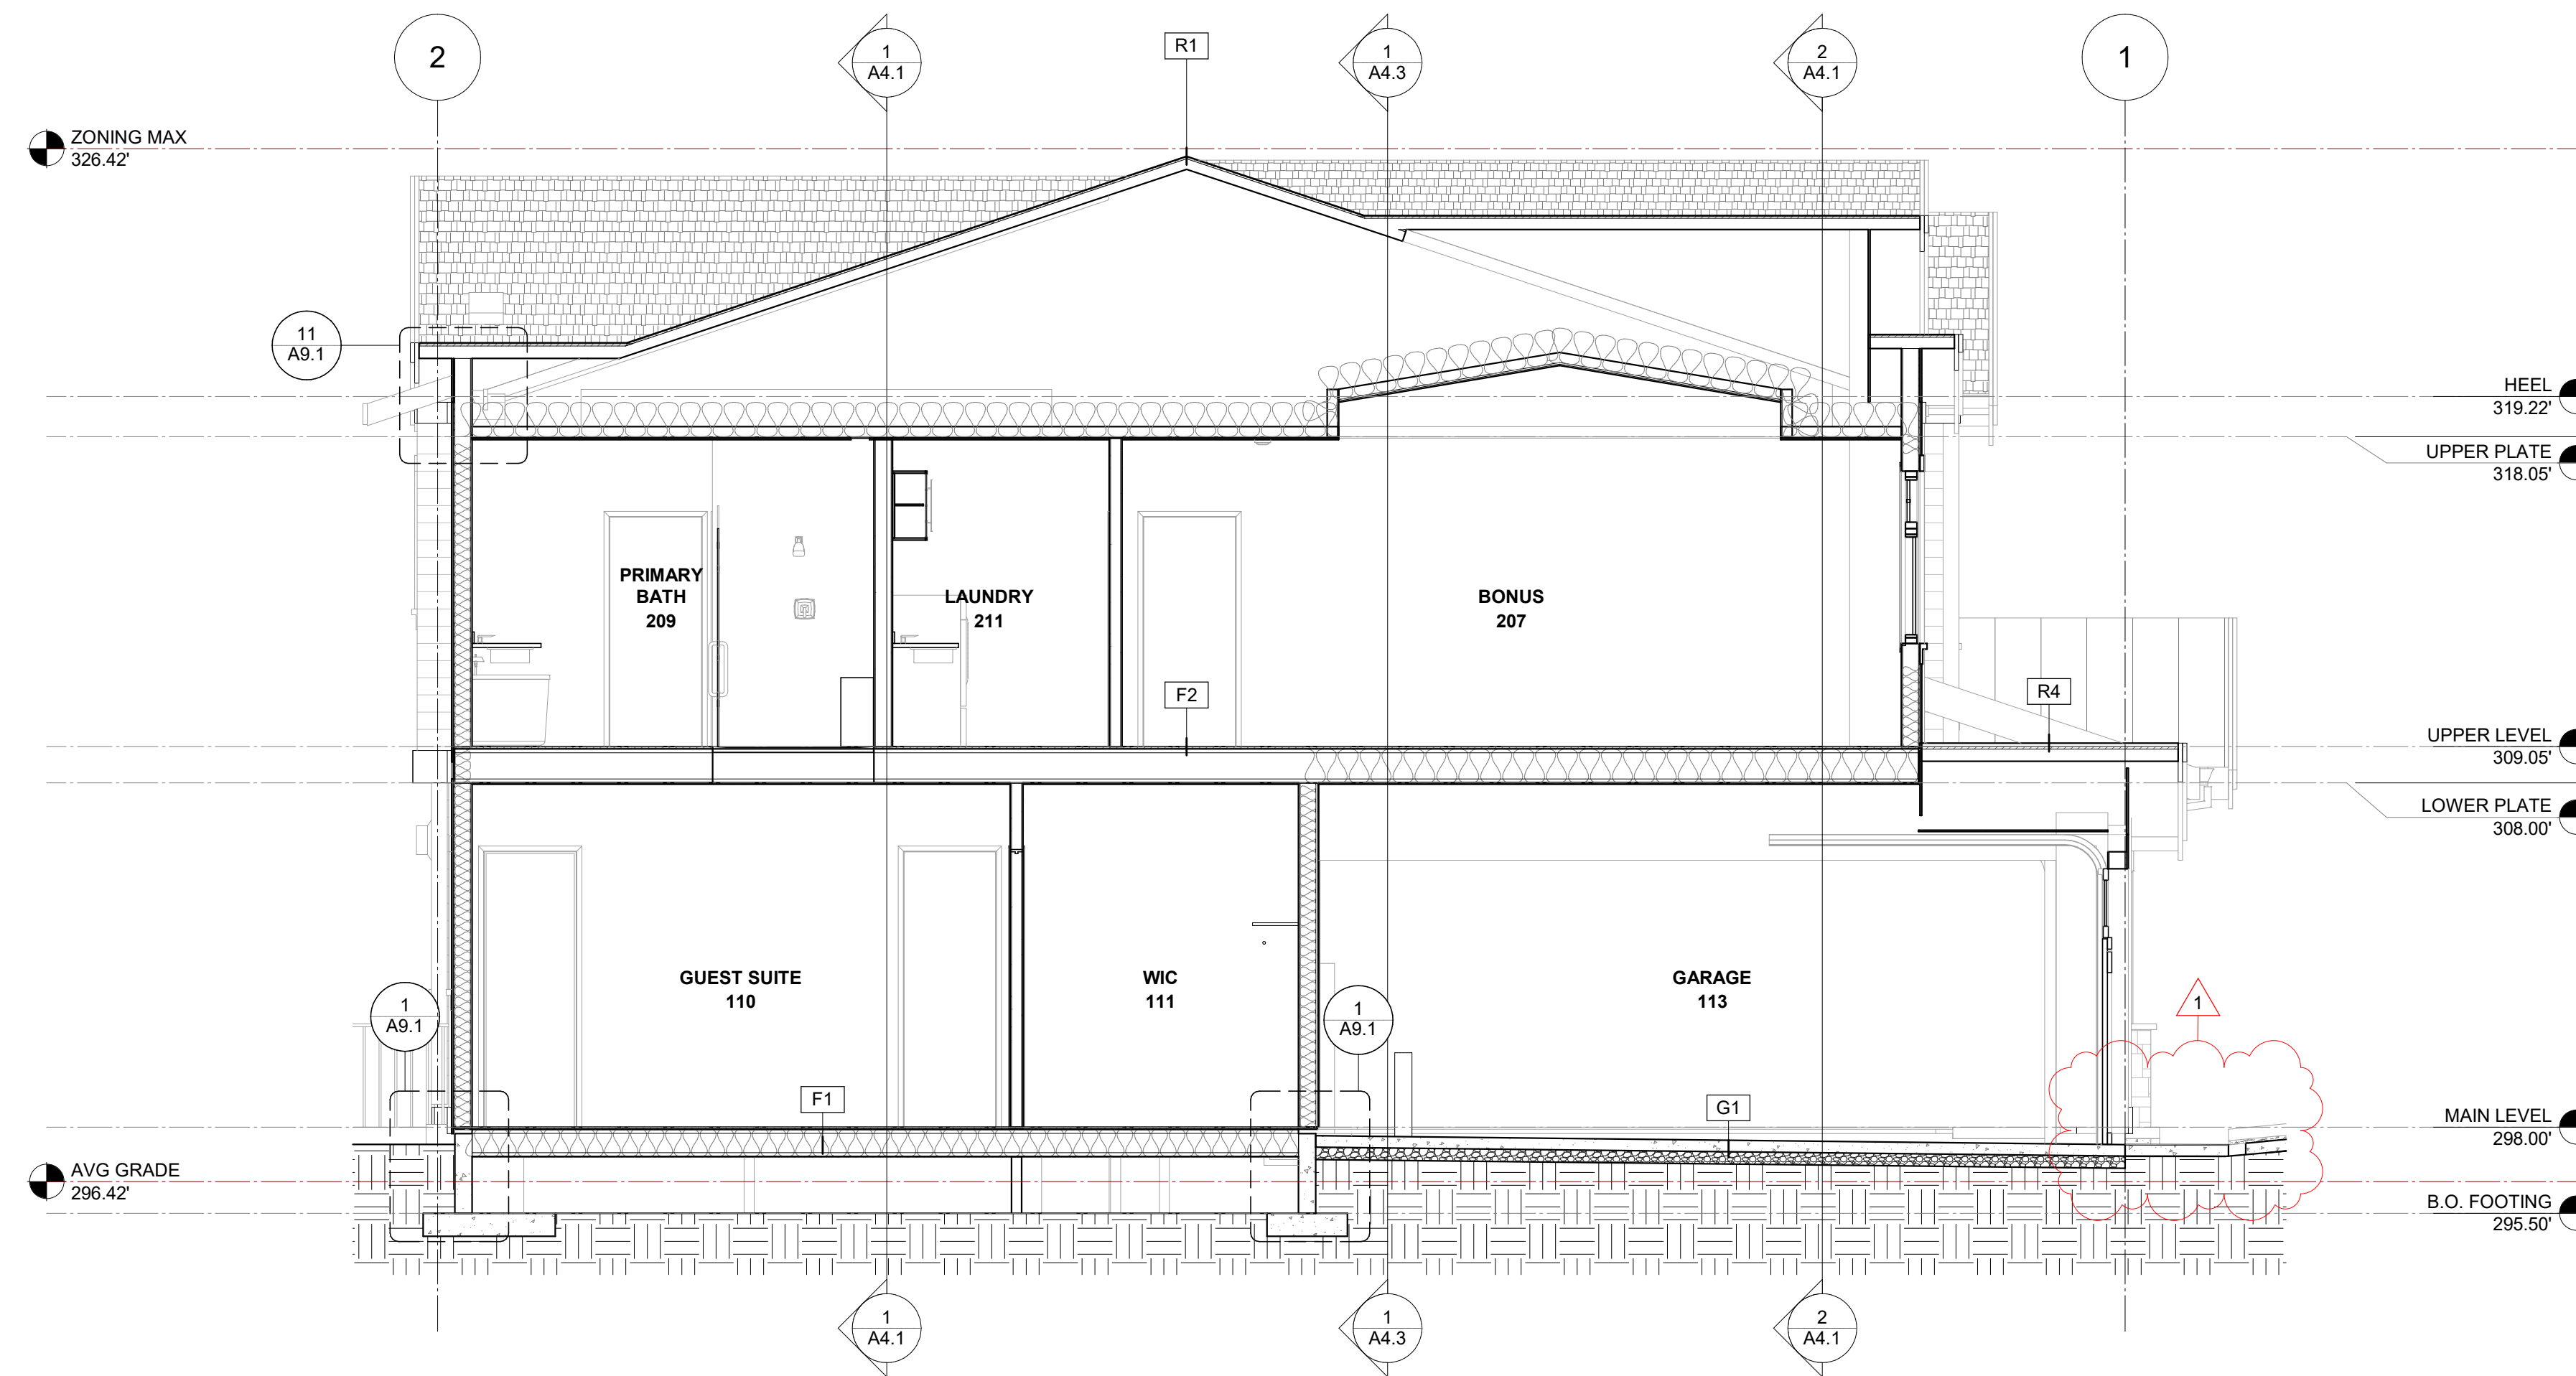 2
1
A4.1
R1
1
A4.3
2
A4.1
1
ZONING MAX
326.42'
11
A9.1
HEEL
319.22'
UPPER PLATE
318.05'
PRIMARY
BATH
209
LAUNDRY
211
BONUS
207
F2
R4
UPPER LEVEL
309.05'
LOWER PLATE
308.00'
GUEST SUITE
110
WIC
111
GARAGE
113
1
A9.1
1
A9.1
1
F1
G1
MAIN LEVEL
298.00'
AVG GRADE
296.42'
B.O. FOOTING
295.50'
1
A4.1
1
A4.3
2
A4.1